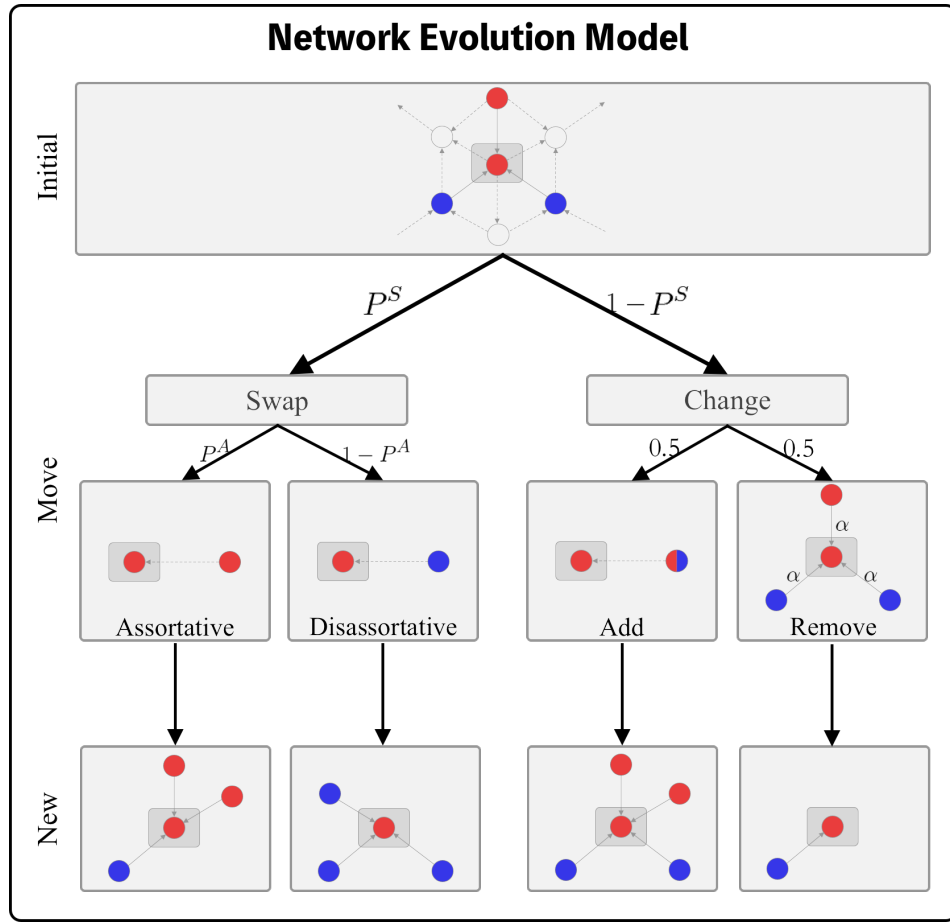 Network Evolution Model
Initial
P^S
1 − P^S
Swap
Change
P^A
1 − P^A
0.5
0.5
Move
α
α
α
Assortative
Disassortative
Add
Remove
New